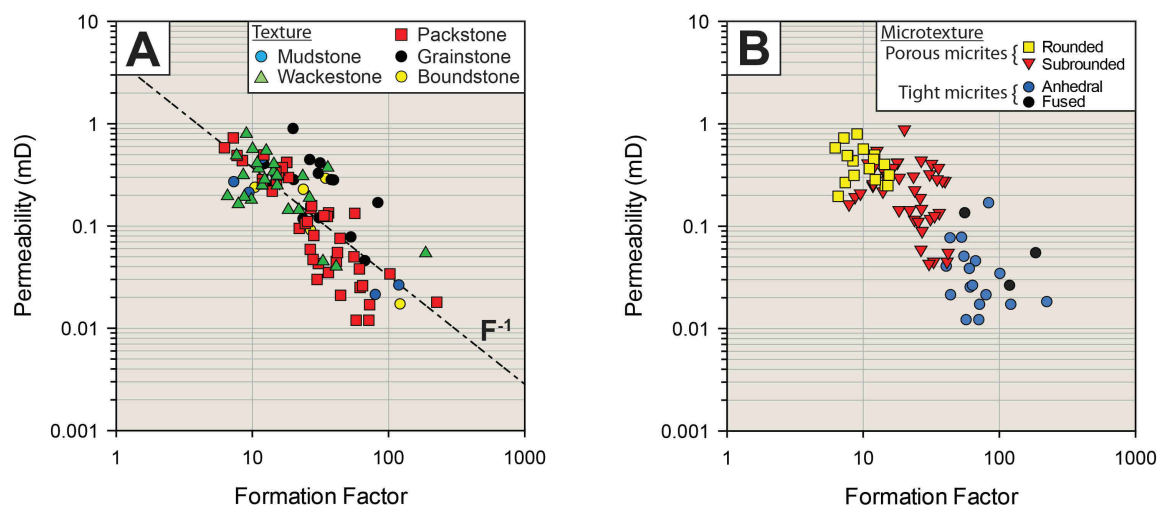 A
Texture
Mudstone
Wackestone
Packstone
Grainstone
Boundstone
10
1
0.1
0.01
0.001
Permeability (mD)
F-1
1
10
100
1000
Formation Factor
B
Microtexture
Porous micrites { Rounded
Subrounded
Tight micrites { Anhedral
Fused
10
1
0.1
0.01
0.001
Permeability (mD)
1
10
100
1000
Formation Factor